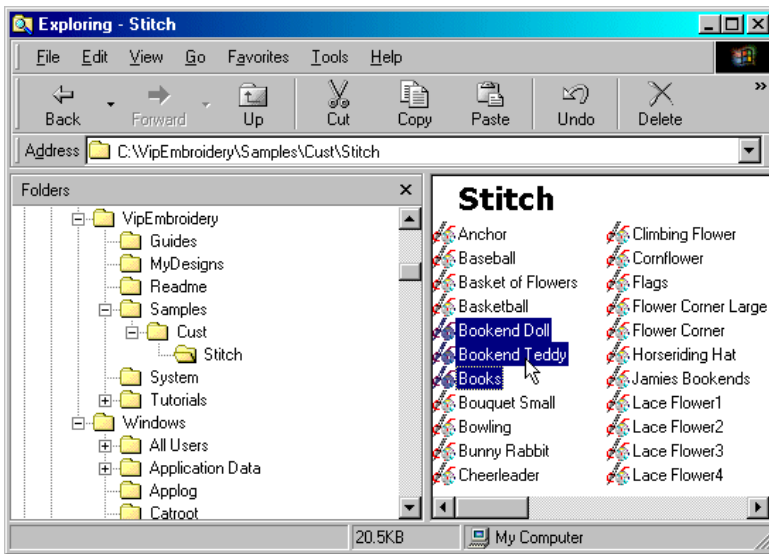 Exploring - Stitch
File Edit View Go Favorites Tools Help
Back Forward Up Cut Copy Paste Undo Delete »
Address C:\VipEmbroidery\Samples\Cust\Stitch
Folders
VipEmbroidery
Guides
MyDesigns
Readme
Samples
Cust
Stitch
System
Tutorials
Windows
All Users
Application Data
Applog
Catroot
Stitch
Anchor
Baseball
Basket of Flowers
Basketball
Bookend Doll
Bookend Teddy
Books
Bouquet Small
Bowling
Bunny Rabbit
Cheerleader
Climbing Flower
Cornflower
Flags
Flower Corner Large
Flower Corner
Horseriding Hat
Jamies Bookends
Lace Flower1
Lace Flower2
Lace Flower3
Lace Flower4
20.5KB My Computer